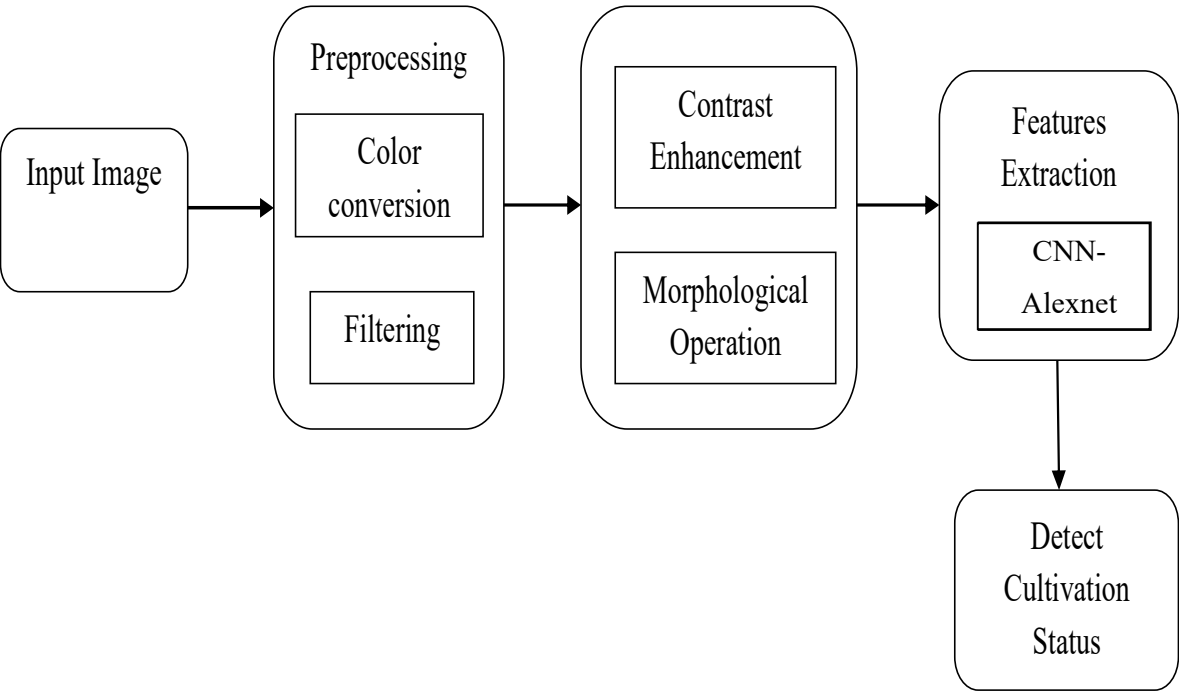 Input Image
Preprocessing
Color
conversion
Filtering
Contrast
Enhancement
Morphological
Operation
Features
Extraction
CNN-
Alexnet
Detect
Cultivation
Status